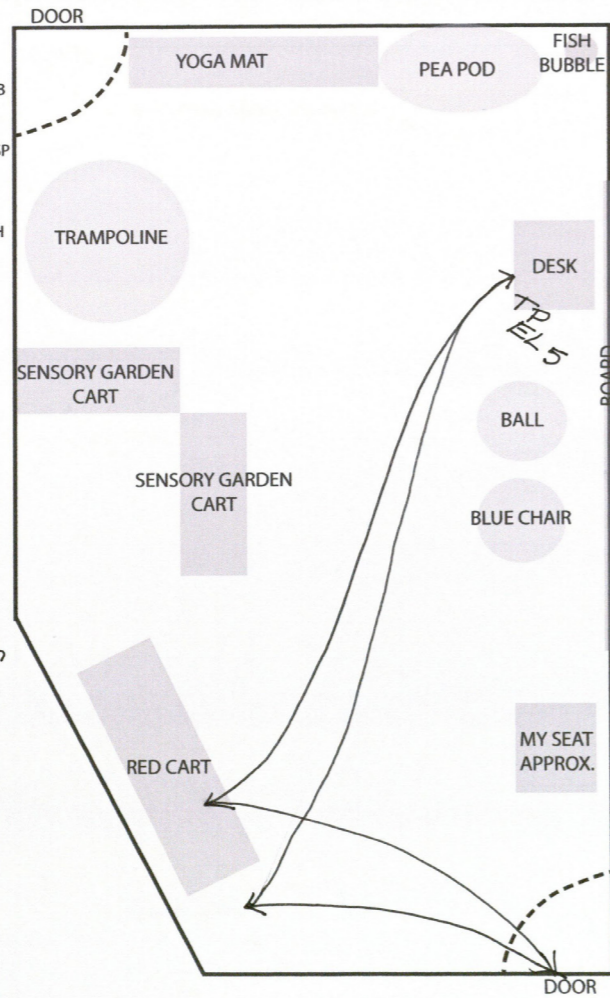 DOOR
YOGA MAT
PEA POD
FISH
BUBBLE
TRAMPOLINE
DESK
TP
EL5
SENSORY GARDEN
CART
BOARD
BALL
SENSORY GARDEN
CART
BLUE CHAIR
MY SEAT
APPROX.
RED CART
DOOR